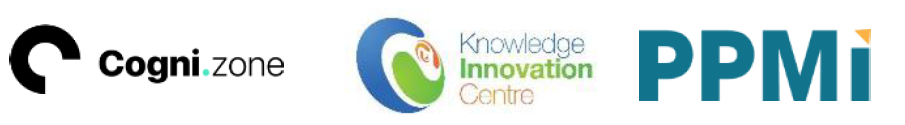 Cogni.zone
Knowledge
Innovation
Centre
PPMi